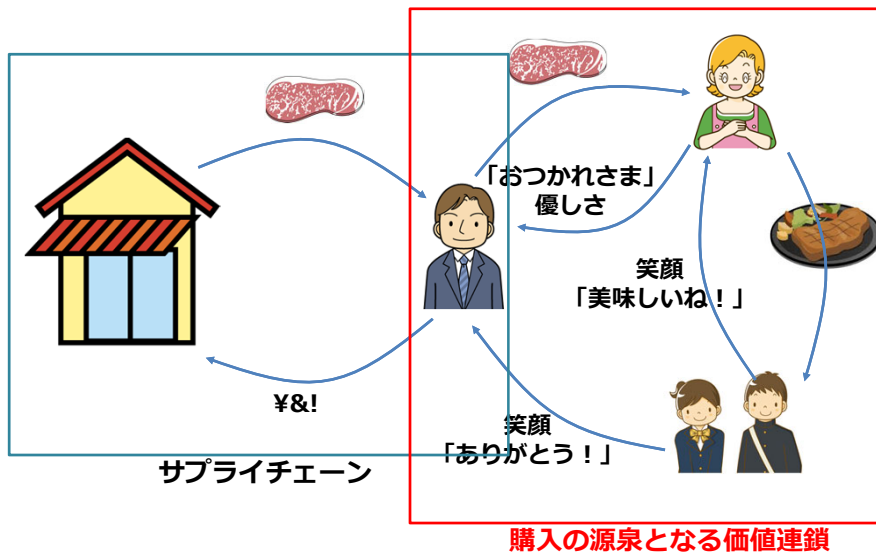 「おつかれさま」
優しさ
笑顔
「美味しいね！」
¥&!
笑顔
「ありがとう！」
サプライチェーン
購入の源泉となる価値連鎖